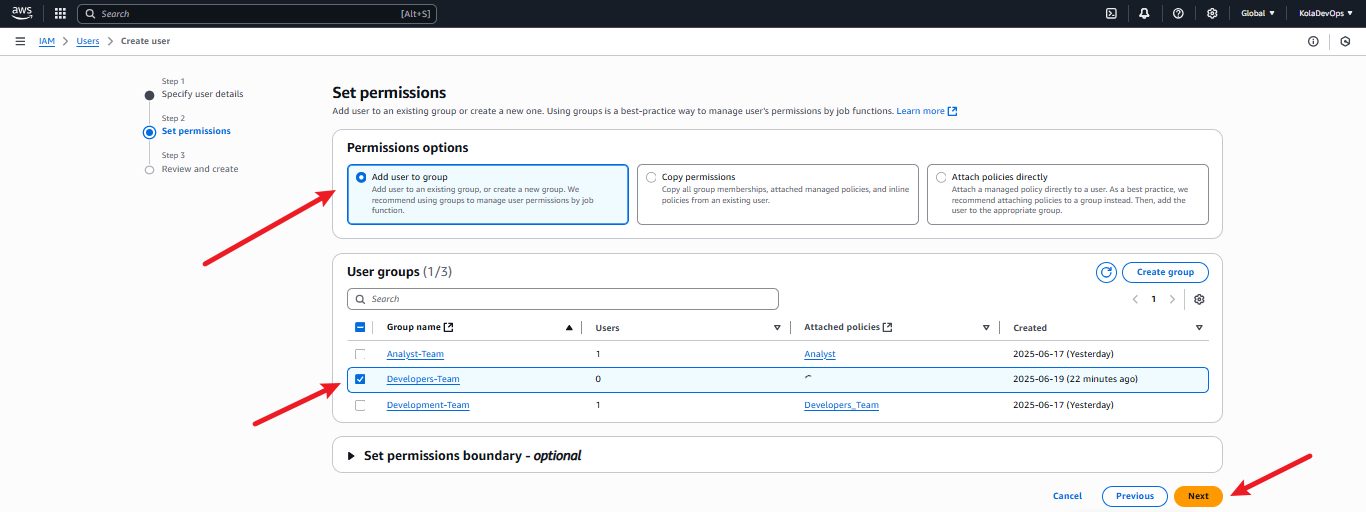 aws
Search [Alt+S]
Global ▼
KolaDevOps ▼
IAM > Users > Create user
Step 1
Specify user details
Step 2
Set permissions
Step 3
Review and create
Set permissions
Add user to an existing group or create a new one. Using groups is a best-practice way to manage user's permissions by job functions. Learn more
Permissions options
Add user to group
Add user to an existing group, or create a new group. We
recommend using groups to manage user permissions by job
function.
Copy permissions
Copy all group memberships, attached managed policies, and inline
policies from an existing user.
Attach policies directly
Attach a managed policy directly to a user. As a best practice, we
recommend attaching policies to a group instead. Then, add the
user to the appropriate group.
User groups (1/3)
Create group
Search
< 1 >
Group name Users Attached policies Created
Analyst-Team 1 Analyst 2025-06-17 (Yesterday)
Developers-Team 0 2025-06-19 (22 minutes ago)
Development-Team 1 Developers_Team 2025-06-17 (Yesterday)
Set permissions boundary - optional
Cancel Previous Next